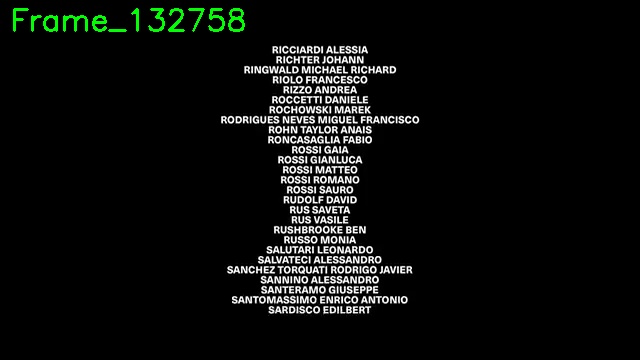 Frame_132758
RICCIARDI ALESSIA
RICHTER JOHANN
RINGWALD MICHAEL RICHARD
RIOLO FRANCESCO
RIZZO ANDREA
ROCCETTI DANIELE
ROCHOWSKI MAREK
RODRIGUES NEVES MIGUEL FRANCISCO
ROHN TAYLOR ANAIS
RONCASAGLIA FABIO
ROSSI GAIA
ROSSI GIANLUCA
ROSSI MATTEO
ROSSI ROMANO
ROSSI SAURO
RUDOLF DAVID
RUS SAVETA
RUS VASILE
RUSHBROOKE BEN
RUSSO MONIA
SALUTARI LEONARDO
SALVATECI ALESSANDRO
SANCHEZ TORQUATI RODRIGO JAVIER
SANNINO ALESSANDRO
SANTERAMO GIUSEPPE
SANTOMASSIMO ENRICO ANTONIO
SARDISCO EDILBERT